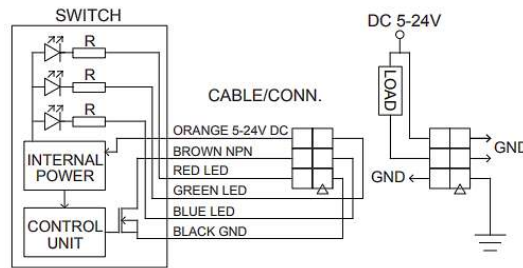 SWITCH
R
R
R
INTERNAL
POWER
CONTROL
UNIT
CABLE/CONN.
ORANGE 5-24V DC
BROWN NPN
RED LED
GREEN LED
BLUE LED
BLACK GND
DC 5-24V
LOAD
GND
GND